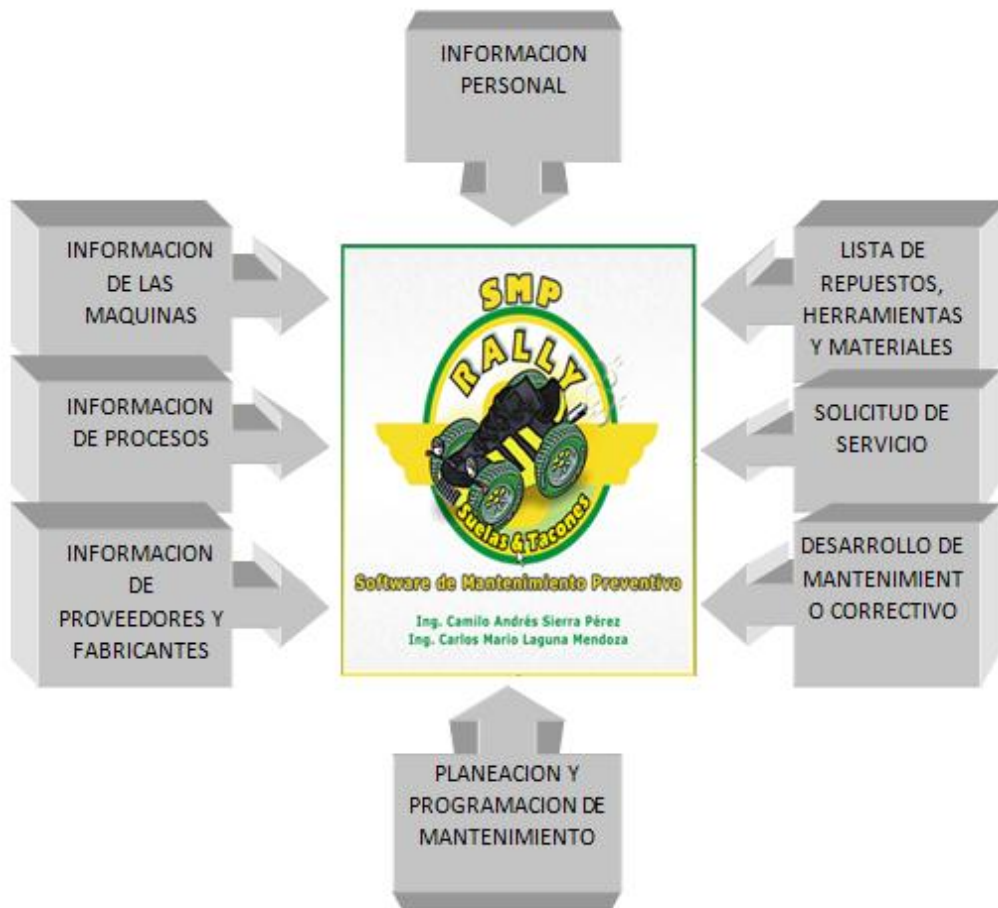 INFORMACION
PERSONAL
INFORMACION
DE LAS
MAQUINAS
INFORMACION
DE PROCESOS
INFORMACION
DE
PROVEEDORES Y
FABRICANTES
SMP
RALLY
Suelas & Tacones
Software de Mantenimiento Preventivo
Ing. Camilo Andrés Sierra Pérez
Ing. Carlos Mario Laguna Mendoza
LISTA DE
REPUESTOS,
HERRAMIENTAS
Y MATERIALES
SOLICITUD DE
SERVICIO
DESARROLLO DE
MANTENIMIENT
O CORRECTIVO
PLANEACION Y
PROGRAMACION DE
MANTENIMIENTO